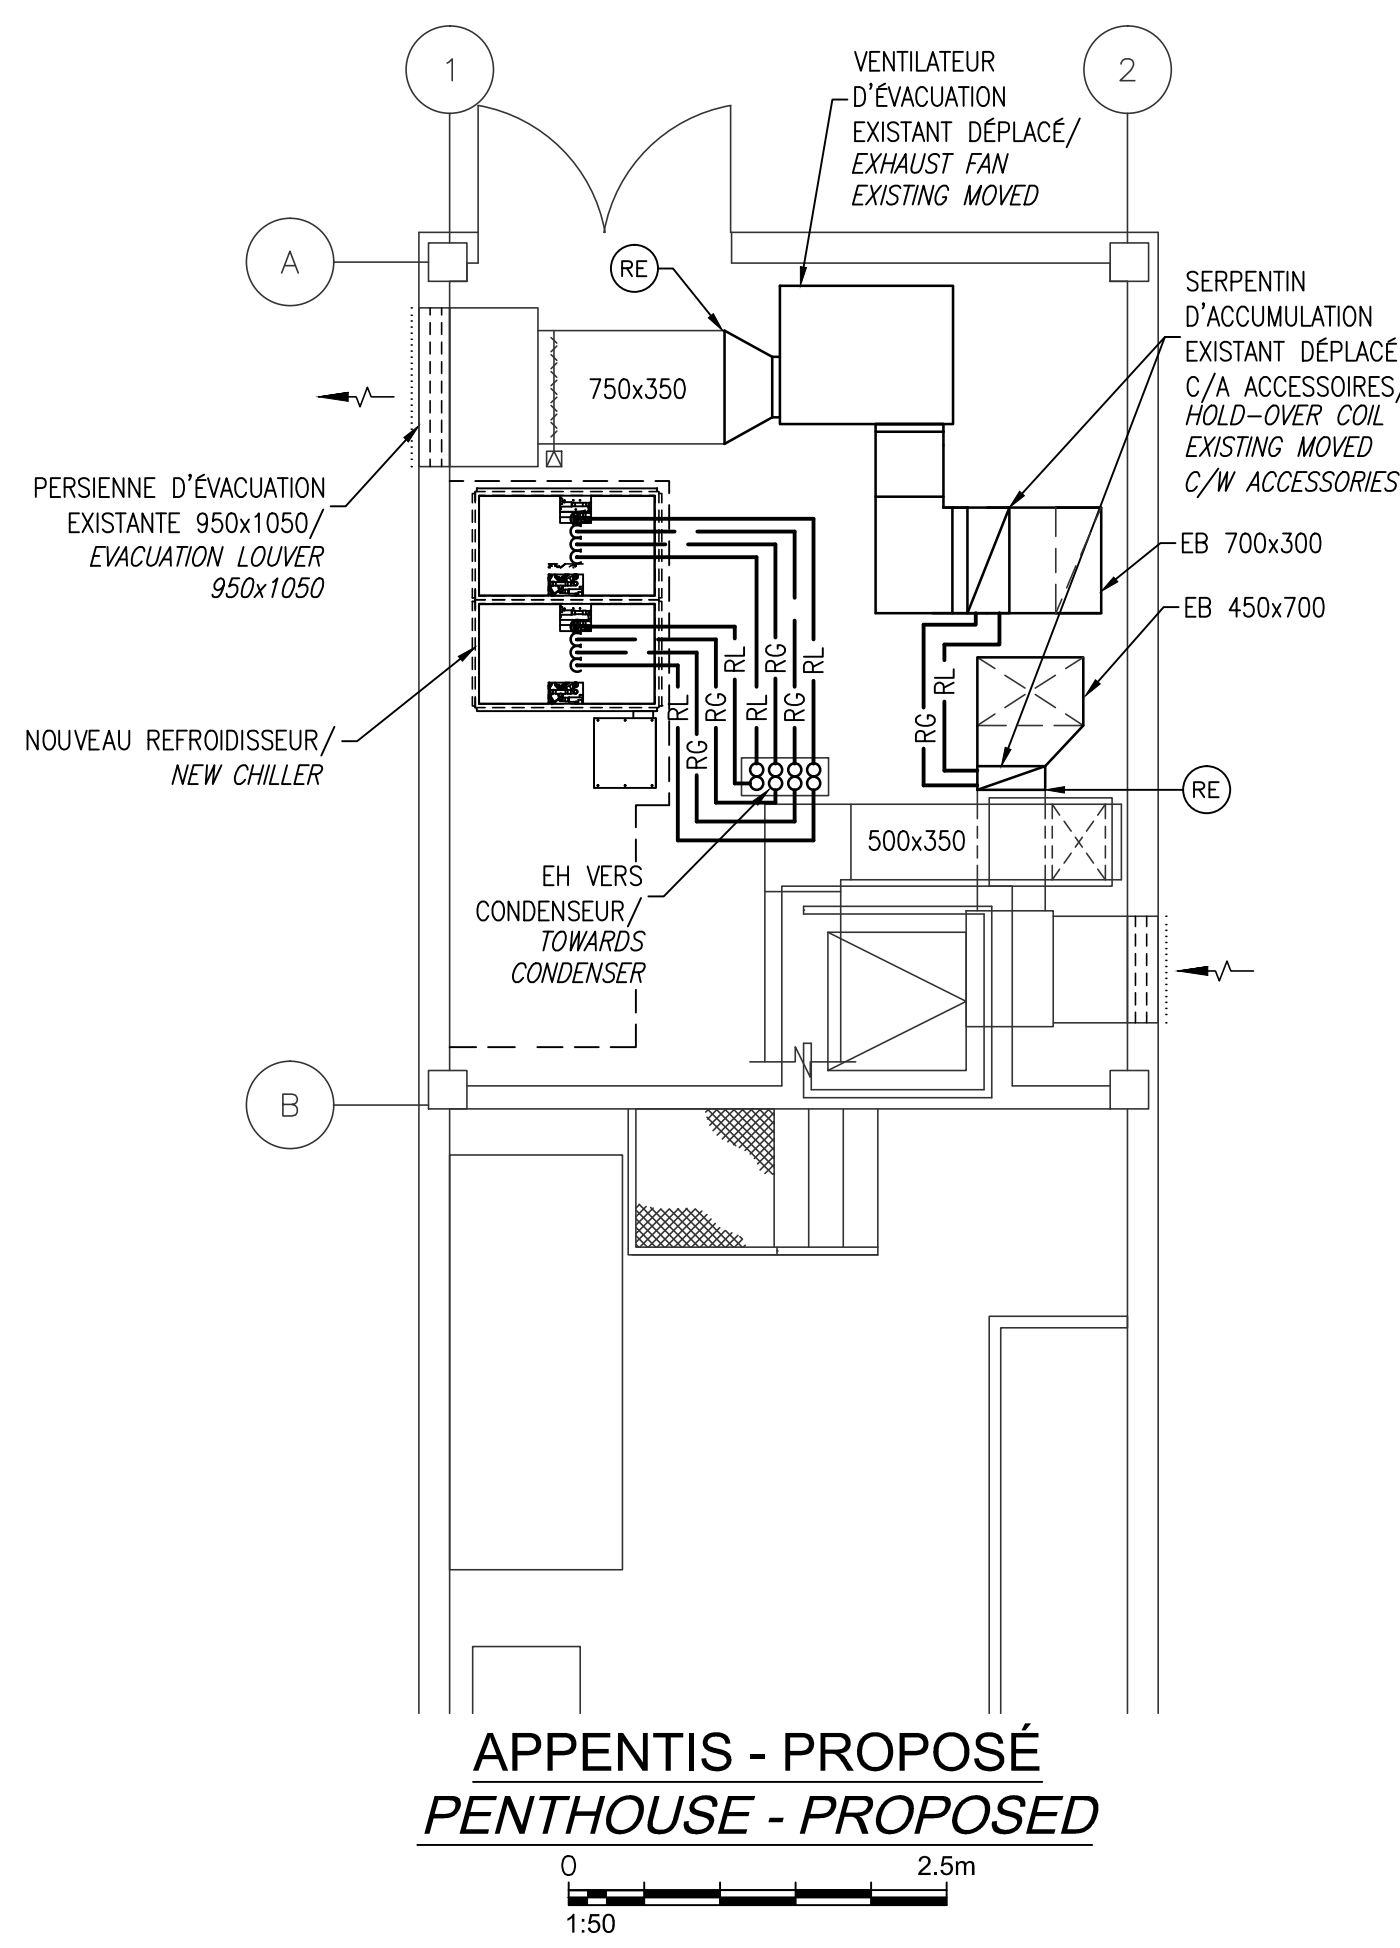 1
2
VENTILATEUR
D'ÉVACUATION
EXISTANT DÉPLACÉ/
EXHAUST FAN
EXISTING MOVED
A
RE
SERPENTIN
D'ACCUMULATION
EXISTANT DÉPLACÉ
C/A ACCESSOIRES/
HOLD-OVER COIL
EXISTING MOVED
C/W ACCESSORIES
750x350
PERSIENNE D'ÉVACUATION
EXISTANTE 950x1050/
EVACUATION LOUVER
950x1050
EB 700x300
EB 450x700
RL
RG
RL
RL
RG
RL
RG
RG
RL
RG
NOUVEAU REFROIDISSEUR/
NEW CHILLER
RE
500x350
EH VERS
CONDENSEUR/
TOWARDS
CONDENSER
B
APPENTIS - PROPOSÉ
PENTHOUSE - PROPOSED
0 2.5m
1:50